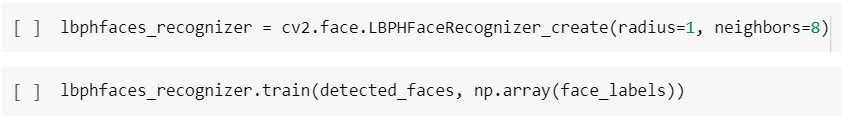 [ ] lbphfaces_recognizer = cv2.face.LBPHFaceRecognizer_create(radius=1, neighbors=8)
[ ] lbphfaces_recognizer.train(detected_faces, np.array(face_labels))